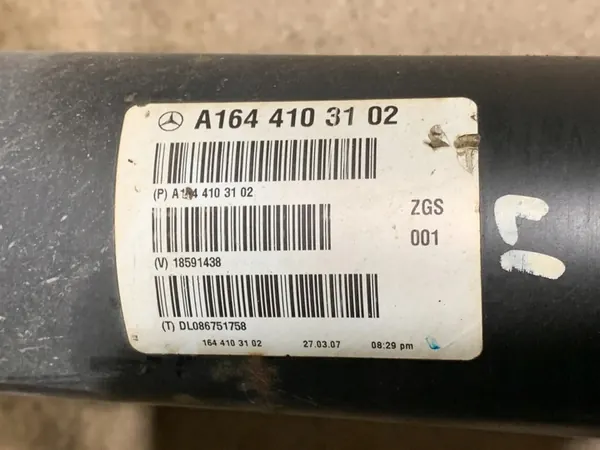 A164 410 31 02
(P) A164 410 31 02
ZGS
001
(V) 18591438
(T) DL086751758
164 410 31 02 27.03.07 08:29 pm